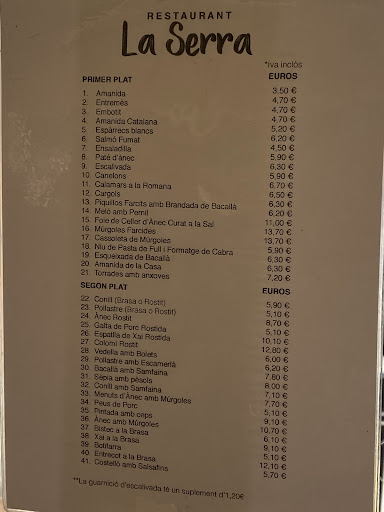 RESTAURANT
La Serra
*Iva inclòs
PRIMER PLAT EUROS
1. Amanida 3,50 €
2. Entremès 4,70 €
3. Embotit 4,70 €
4. Amanida Catalana 4,70 €
5. Espàrrecs blancs 5,20 €
6. Salmó Fumat 6,20 €
7. Ensaladilla 4,50 €
8. Paté d'ànec 5,90 €
9. Escalivada 6,30 €
10. Canelons 5,90 €
11. Calamars a la Romana 6,70 €
12. Cargols 6,50 €
13. Piquillos Farcits amb Brandada de Bacallà 6,30 €
14. Meló amb Pernil 6,20 €
15. Foie de Celler d'Ànec Curat a la Sal 11,00 €
16. Múrgoles Farcides 13,70 €
17. Cassoleta de Múrgoles 13,70 €
18. Niu de Pasta de Full i Formatge de Cabra 5,90 €
19. Esqueixada de Bacallà 6,30 €
20. Amanida de la Casa 6,30 €
21. Torrades amb anxoves 7,20 €
SEGON PLAT EUROS
22. Conill (Brasa o Rostit) 5,90 €
23. Pollastre (Brasa o Rostit) 5,10 €
24. Ànec Rostit 8,70 €
25. Galta de Porc Rostida 5,10 €
26. Espatlla de Xai Rostida 10,10 €
27. Colomí Rostit 12,80 €
28. Vedella amb Bolets 6,00 €
29. Pollastre amb Escamerlà 6,20 €
30. Bacallà amb Samfaina 7,80 €
31. Sèpia amb pèsols 8,00 €
32. Conill amb Samfaina 7,10 €
33. Menuts d'Ànec amb Múrgoles 7,70 €
34. Peus de Porc 5,10 €
35. Pintada amb ceps 9,10 €
36. Ànec amb Múrgoles 10,70 €
37. Bistec a la Brasa 6,10 €
38. Xai a la Brasa 9,10 €
39. Botifarra 5,10 €
40. Entrecot a la Brasa 12,10 €
41. Costelló amb Salsafins 5,70 €
**La guarnició d'escalivada té un suplement d'1,20€